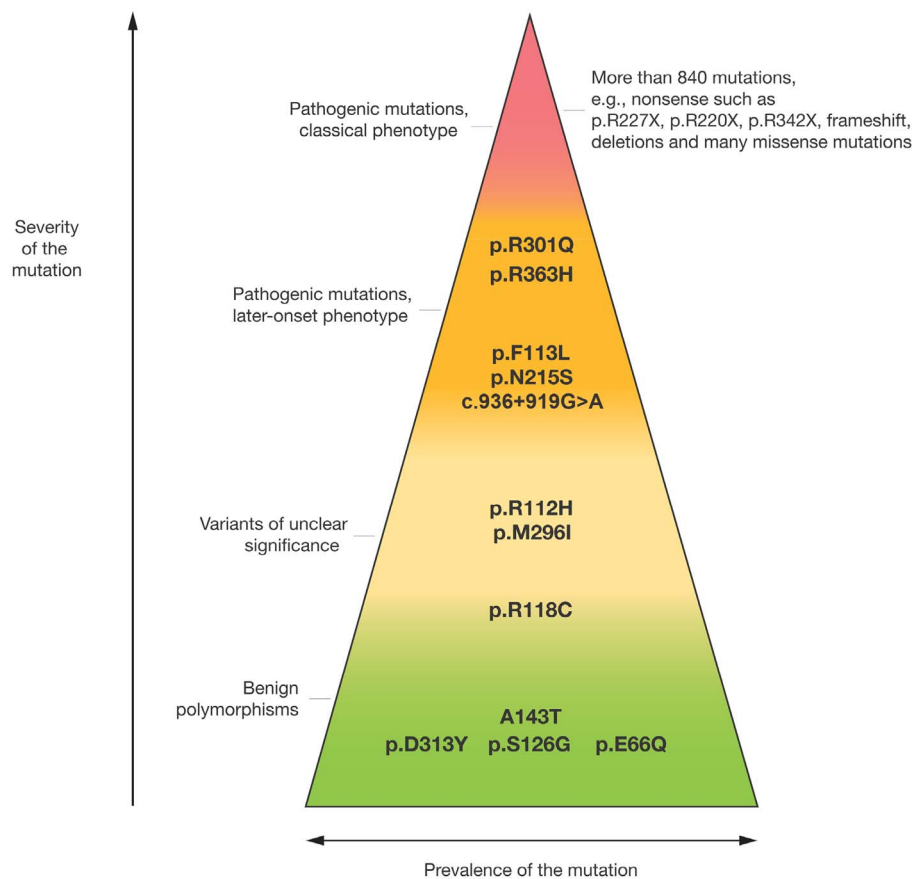 More than 840 mutations,
e.g., nonsense such as
p.R227X, p.R220X, p.R342X, frameshift,
deletions and many missense mutations
Pathogenic mutations,
classical phenotype
Severity
of the
mutation
p.R301Q
p.R363H
Pathogenic mutations,
later-onset phenotype
p.F113L
p.N215S
c.936+919G>A
p.R112H
p.M296I
Variants of unclear
significance
p.R118C
Benign
polymorphisms
A143T
p.D313Y p.S126G p.E66Q
Prevalence of the mutation